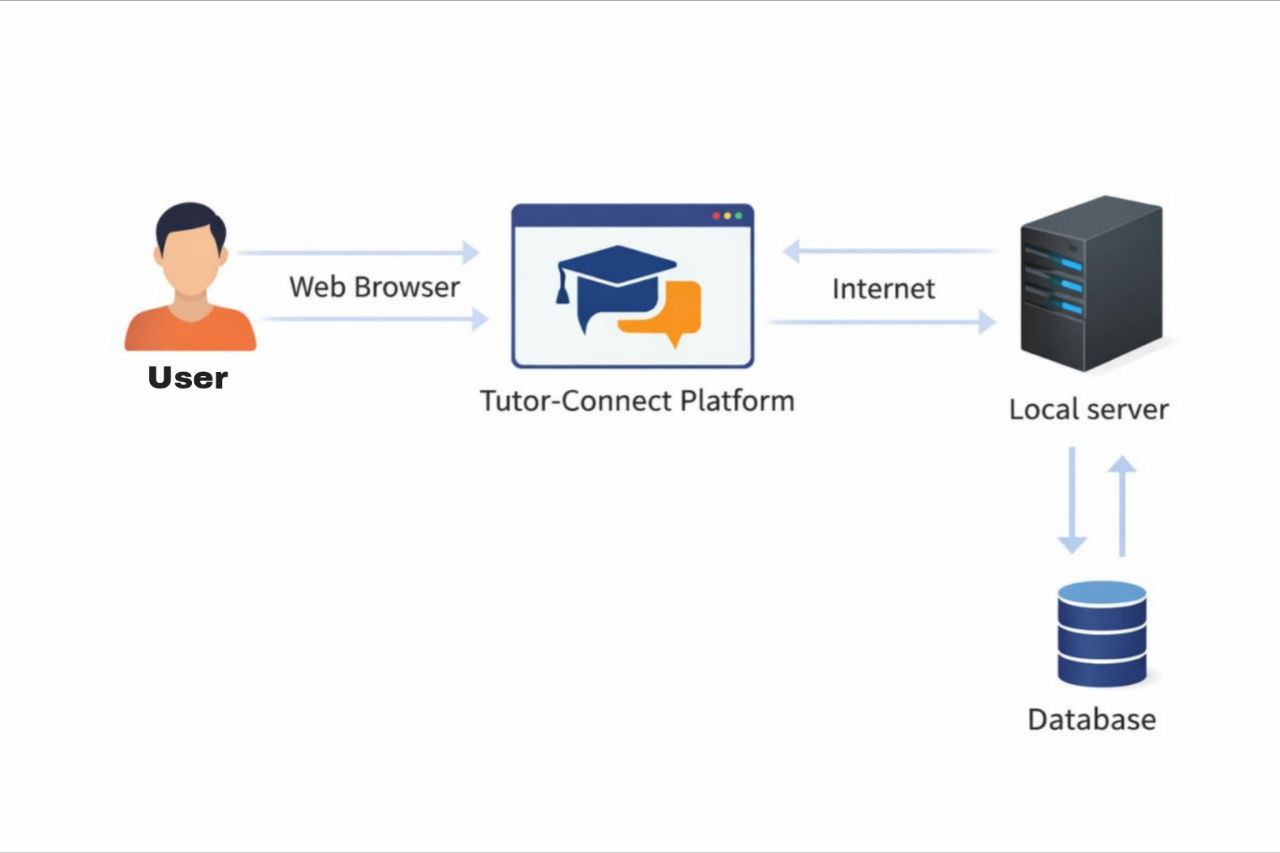 Web Browser
Internet
User
Tutor-Connect Platform
Local server
Database